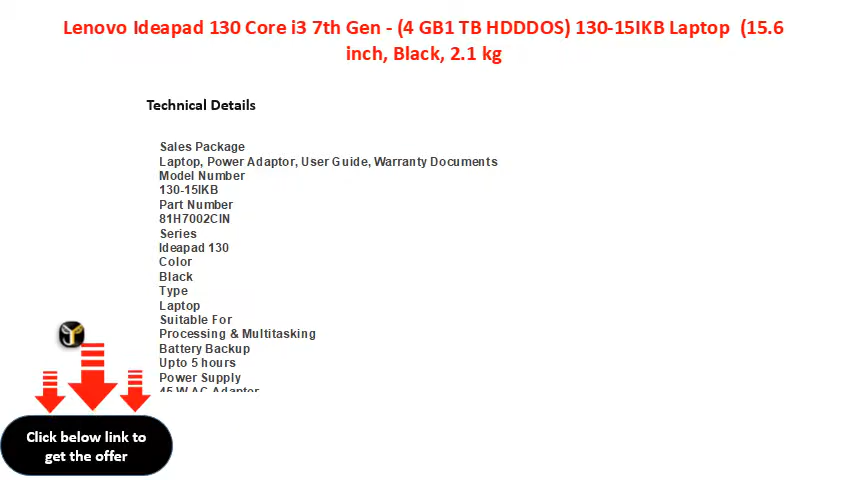 Lenovo Ideapad 130 Core i3 7th Gen - (4 GB1 TB HDDDOS) 130-15IKB Laptop (15.6
inch, Black, 2.1 kg
Technical Details
Sales Package
Laptop, Power Adaptor, User Guide, Warranty Documents
Model Number
130-15IKB
Part Number
81H7002CIN
Series
Ideapad 130
Color
Black
Type
Laptop
Suitable For
Processing & Multitasking
Battery Backup
Upto 5 hours
Power Supply
45 W AC Adaptor
Click below link to
get the offer